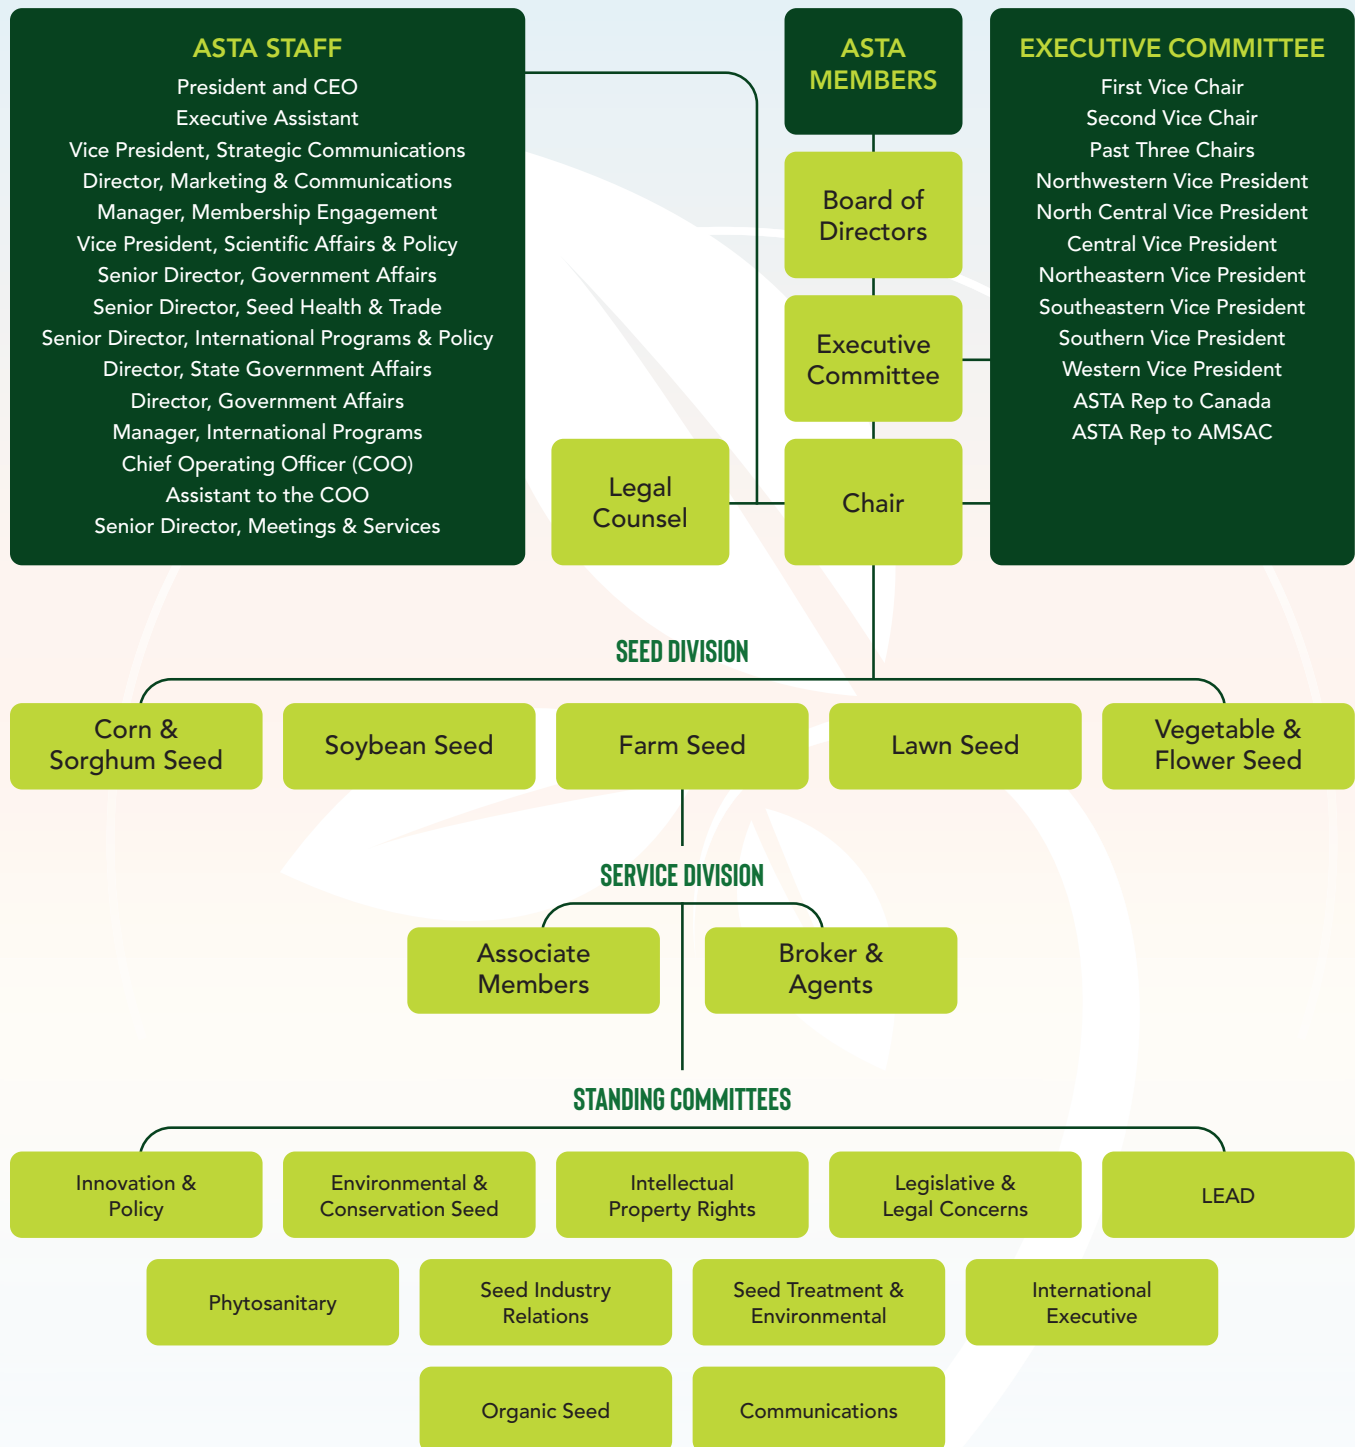 ASTA STAFF
President and CEO
Executive Assistant
Vice President, Strategic Communications
Director, Marketing & Communications
Manager, Membership Engagement
Vice President, Scientific Affairs & Policy
Senior Director, Government Affairs
Senior Director, Seed Health & Trade
Senior Director, International Programs & Policy
Director, State Government Affairs
Director, Government Affairs
Manager, International Programs
Chief Operating Officer (COO)
Assistant to the COO
Senior Director, Meetings & Services
ASTA
MEMBERS
Board of
Directors
Executive
Committee
Legal
Counsel
Chair
EXECUTIVE COMMITTEE
First Vice Chair
Second Vice Chair
Past Three Chairs
Northwestern Vice President
North Central Vice President
Central Vice President
Northeastern Vice President
Southeastern Vice President
Southern Vice President
Western Vice President
ASTA Rep to Canada
ASTA Rep to AMSAC
SEED DIVISION
Corn &
Sorghum Seed
Soybean Seed
Farm Seed
Lawn Seed
Vegetable &
Flower Seed
SERVICE DIVISION
Associate
Members
Broker &
Agents
STANDING COMMITTEES
Innovation &
Policy
Environmental &
Conservation Seed
Intellectual
Property Rights
Legislative &
Legal Concerns
LEAD
Phytosanitary
Seed Industry
Relations
Seed Treatment &
Environmental
International
Executive
Organic Seed
Communications